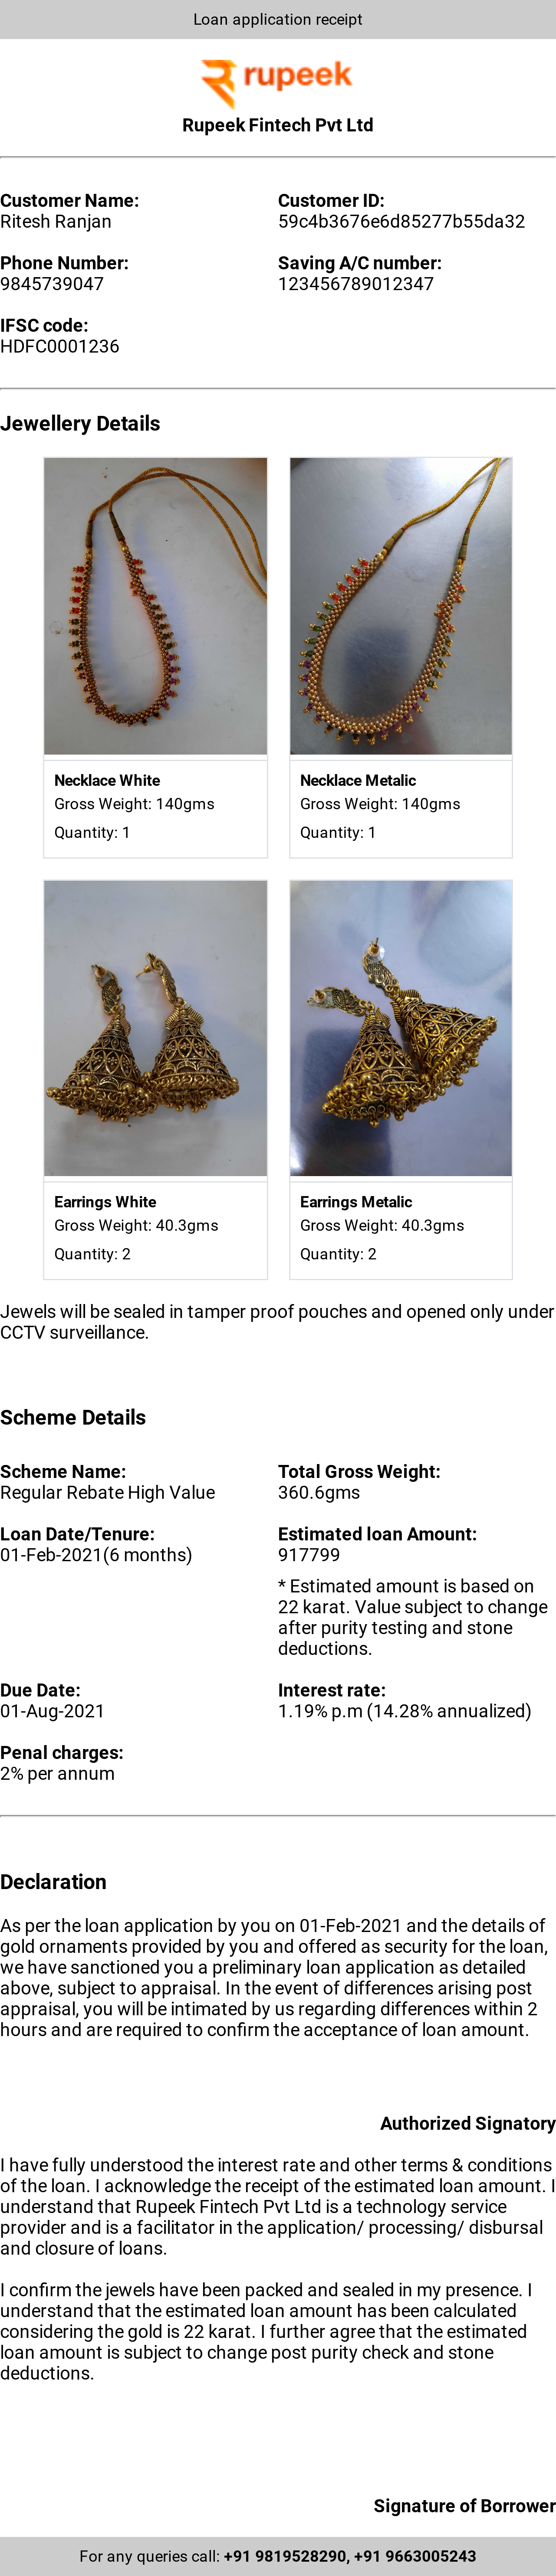 Loan application receipt
rupeek
Rupeek Fintech Pvt Ltd
Customer Name:
Ritesh Ranjan
Customer ID:
59c4b3676e6d85277b55da32
Phone Number:
9845739047
Saving A/C number:
123456789012347
IFSC code:
HDFC0001236
Jewellery Details
Necklace White
Gross Weight: 140gms
Quantity: 1
Necklace Metalic
Gross Weight: 140gms
Quantity: 1
Earrings White
Gross Weight: 40.3gms
Quantity: 2
Earrings Metalic
Gross Weight: 40.3gms
Quantity: 2
Jewels will be sealed in tamper proof pouches and opened only under
CCTV surveillance.
Scheme Details
Scheme Name:
Regular Rebate High Value
Total Gross Weight:
360.6gms
Loan Date/Tenure:
01-Feb-2021(6 months)
Estimated loan Amount:
917799
* Estimated amount is based on
22 karat. Value subject to change
after purity testing and stone
deductions.
Due Date:
01-Aug-2021
Interest rate:
1.19% p.m (14.28% annualized)
Penal charges:
2% per annum
Declaration
As per the loan application by you on 01-Feb-2021 and the details of
gold ornaments provided by you and offered as security for the loan,
we have sanctioned you a preliminry loan application as detailed
above, subject to appraisal. In the event of differences arising post
appraisal, you will be intimated by us regarding differences within 2
hours and are required to confirm the acceptance of loan amount.
Authorized Signatory
I have fully understood the interest rate and other terms & conditions
of the loan. I acknowledge the receipt of the estimated loan amount. I
understand that Rupeek Fintech Pvt Ltd is a technology service
provider and is a facilitator in the application/ processing/ disbursal
and closure of loans.
I confirm the jewels have been packed and sealed in my presence. I
understand that the estimated loan amount has been calculated
considering the gold is 22 karat. I further agree that the estimated
loan amount is subject to change post purity check and stone
deductions.
Signature of Borrower
For any queries call: +91 9819528290, +91 9663005243